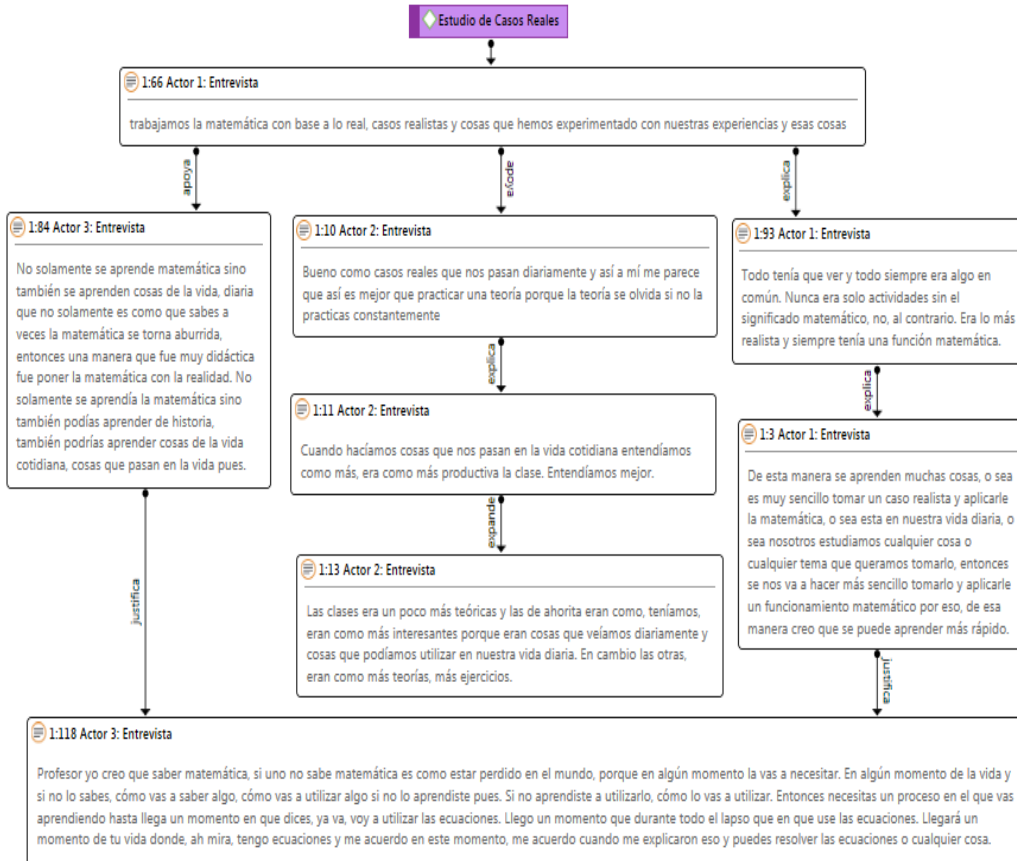 Estudio de Casos Reales
1:66 Actor 1: Entrevista
trabajamos la matemática con base a lo real, casos realistas y cosas que hemos experimentado con nuestras experiencias y esas cosas
apoya
apoya
explica
1:84 Actor 3: Entrevista
No solamente se aprende matemática sino
también se aprenden cosas de la vida, diaria
que no solamente es como que sabes a
veces la matemática se torna aburrida,
entonces una manera que fue muy didáctica
fue poner la matemática con la realidad. No
solamente se aprendía la matemática sino
también podías aprender de historia,
también podrías aprender cosas de la vida
cotidiana, cosas que pasan en la vida pues.
1:10 Actor 2: Entrevista
Bueno como casos reales que nos pasan diariamente y así a mí me parece
que así es mejor que practicar una teoría porque la teoría se olvida si no la
practicas constantemente
1:93 Actor 1: Entrevista
Todo tenía que ver y todo siempre era algo en
común. Nunca era solo actividades sin el
significado matemático, no, al contrario. Era lo más
realista y siempre tenía una función matemática.
explica
explica
1:11 Actor 2: Entrevista
Cuando hacíamos cosas que nos pasan en la vida cotidiana entendíamos
como más, era como más productiva la clase. Entendíamos mejor.
1:3 Actor 1: Entrevista
De esta manera se aprenden muchas cosas, o sea
es muy sencillo tomar un caso realista y aplicarle
la matemática, o sea esta en nuestra vida diaria, o
sea nosotros estudiamos cualquier cosa o
cualquier tema que queramos tomarlo, entonces
se nos va a hacer más sencillo tomarlo y aplicarle
un funcionamiento matemático por eso, de esa
manera creo que se puede aprender más rápido.
expande
1:13 Actor 2: Entrevista
Las clases era un poco más teóricas y las de ahorita eran como, teníamos,
eran como más interesantes porque eran cosas que veíamos diariamente y
cosas que podíamos utilizar en nuestra vida diaria. En cambio las otras,
eran como más teorías, más ejercicios.
justifica
justifica
1:118 Actor 3: Entrevista
Profesor yo creo que saber matemática, si uno no sabe matemática es como estar perdido en el mundo, porque en algún momento la vas a necesitar. En algún momento de la vida y
si no lo sabes, cómo vas a saber algo, cómo vas a utilizar algo si no lo aprendiste pues. Si no aprendiste a utilizarlo, cómo lo vas a utilizar. Entonces necesitas un proceso en el que vas
aprendiendo hasta llega un momento en que dices, ya va, voy a utilizar las ecuaciones. Llego un momento que durante todo el lapso que en que use las ecuaciones. Llegará un
momento de tu vida donde, ah mira, tengo ecuaciones y me acuerdo en este momento, me acuerdo cuando me explicaron eso y puedes resolver las ecuaciones o cualquier cosa.